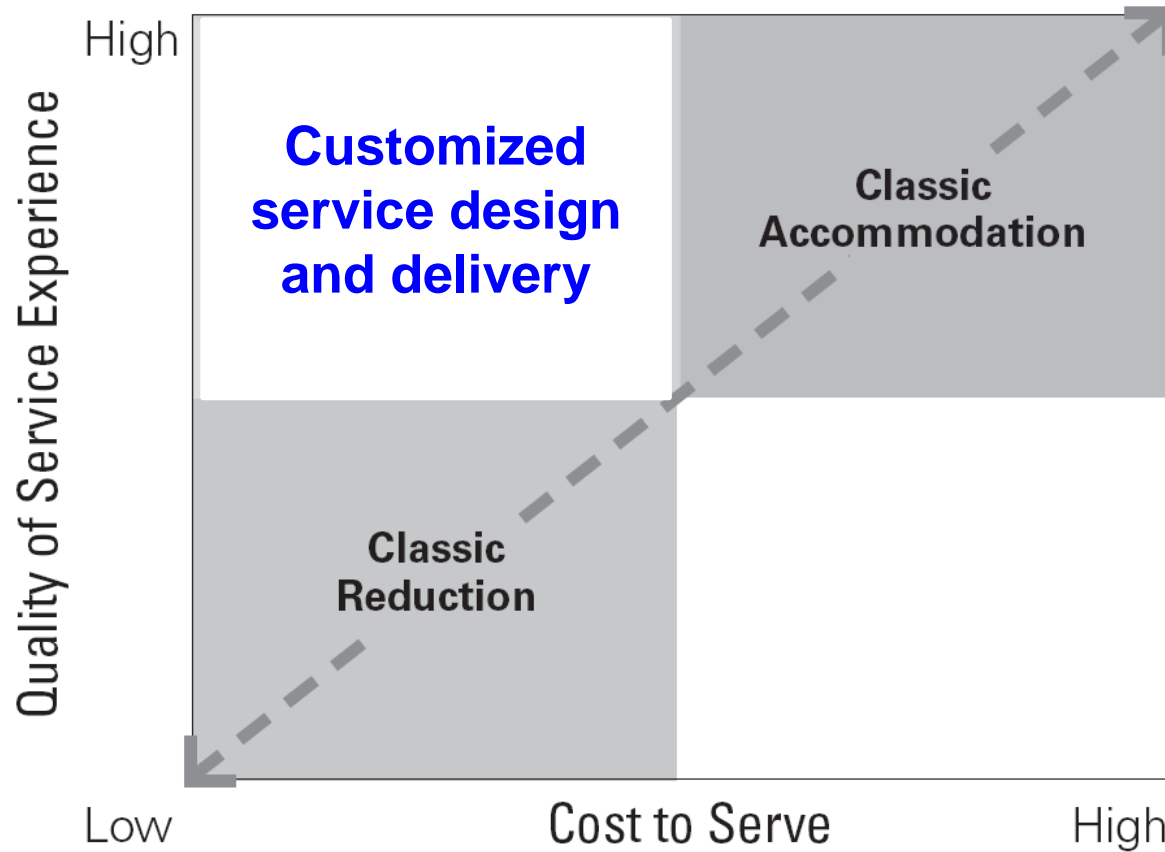 High
Quality of Service Experience
Customized
service design
and delivery
Classic
Accommodation
Classic
Reduction
Low
Cost to Serve
High